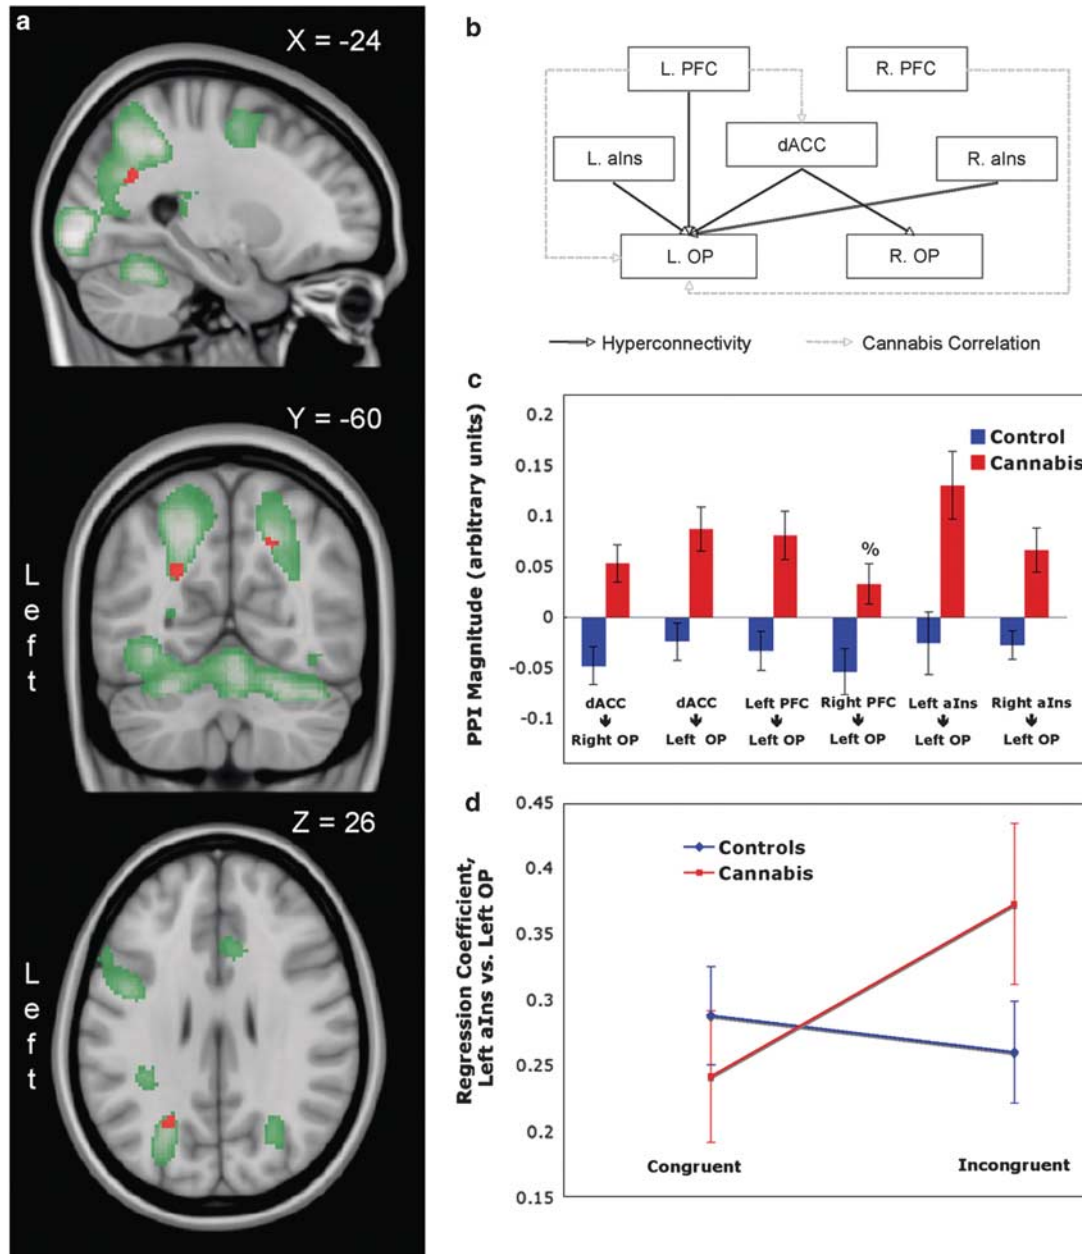 a
X = -24
Y = -60
Left
Z = 26
Left
b
L. PFC
R. PFC
L. aIns
dACC
R. aIns
L. OP
R. OP
Hyperconnectivity
Cannabis Correlation
c
PPI Magnitude (arbitrary units)
0.2
0.15
0.1
0.05
0
-0.05
-0.1
Control
Cannabis
%
dACC
Right OP
dACC
Left OP
Left PFC
Left OP
Right PFC
Left OP
Left aIns
Left OP
Right aIns
Left OP
d
Regression Coefficient,
Left aIns vs. Left OP
0.45
0.4
0.35
0.3
0.25
0.2
0.15
Controls
Cannabis
Congruent
Incongruent